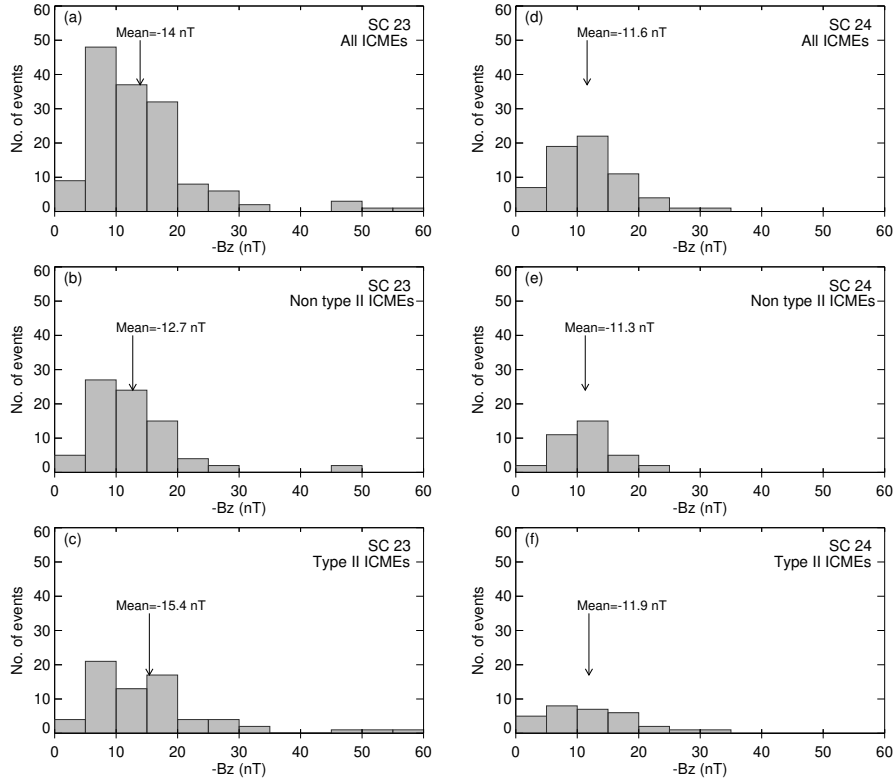 (a)
SC 23
All ICMEs
Mean=-14 nT
No. of events
60
50
40
30
20
10
0
0 10 20 30 40 50 60
-Bz (nT)
(d)
SC 24
All ICMEs
Mean=-11.6 nT
No. of events
60
50
40
30
20
10
0
0 10 20 30 40 50 60
-Bz (nT)
(b)
SC 23
Non type II ICMEs
Mean=-12.7 nT
No. of events
60
50
40
30
20
10
0
0 10 20 30 40 50 60
-Bz (nT)
(e)
SC 24
Non type II ICMEs
Mean=-11.3 nT
No. of events
60
50
40
30
20
10
0
0 10 20 30 40 50 60
-Bz (nT)
(c)
SC 23
Type II ICMEs
Mean=-15.4 nT
No. of events
60
50
40
30
20
10
0
0 10 20 30 40 50 60
-Bz (nT)
(f)
SC 24
Type II ICMEs
Mean=-11.9 nT
No. of events
60
50
40
30
20
10
0
0 10 20 30 40 50 60
-Bz (nT)